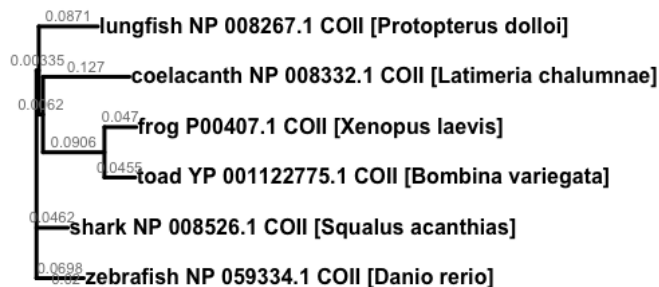 0.0871
lungfish NP 008267.1 COII [Protopterus dolloi]
0.00335
0.127
coelacanth NP 008332.1 COII [Latimeria chalumnae]
0.0062
0.047
frog P00407.1 COII [Xenopus laevis]
0.0906
0.0455
toad YP 001122775.1 COII [Bombina variegata]
0.0462
shark NP 008526.1 COII [Squalus acanthias]
0.0698
0.02
zebrafish NP 059334.1 COII [Danio rerio]